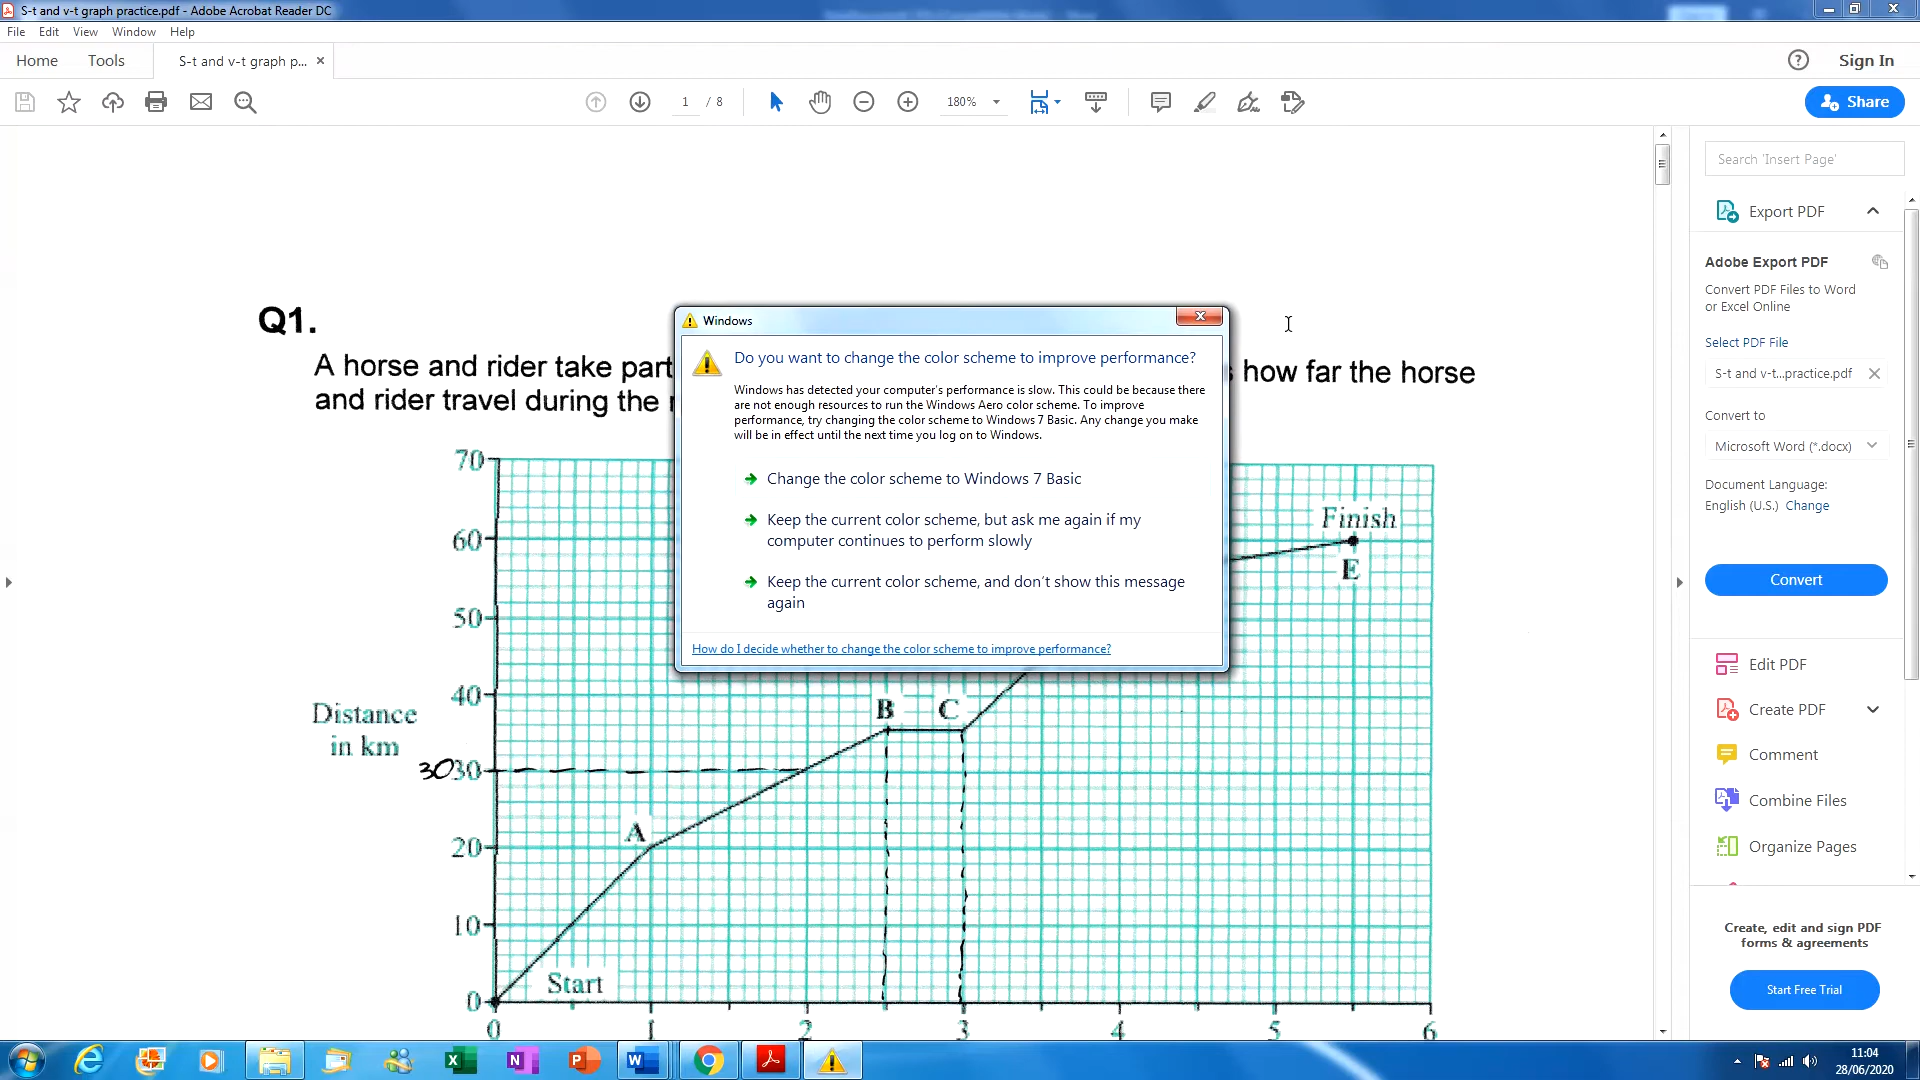 S-t and v-t graph practice.pdf - Adobe Acrobat Reader DC
File Edit View Window Help
Home Tools S-t and v-t graph p... × Sign In
1 / 8 180% Share
Search 'Insert Page'
Export PDF
Adobe Export PDF
Convert PDF Files to Word
or Excel Online
Select PDF File
S-t and v-t...practice.pdf
Convert to
Microsoft Word (*.docx)
Document Language:
English (U.S.) Change
Convert
Edit PDF
Create PDF
Comment
Combine Files
Organize Pages
Create, edit and sign PDF
forms & agreements
Start Free Trial
Q1.
A horse and rider take part how far the horse
and rider travel during the
Windows
Do you want to change the color scheme to improve performance?
Windows has detected your computer's performance is slow. This could be because there
are not enough resources to run the Windows Aero color scheme. To improve
performance, try changing the color scheme to Windows 7 Basic. Any change you make
will be in effect until the next time you log on to Windows.
Change the color scheme to Windows 7 Basic
Keep the current color scheme, but ask me again if my
computer continues to perform slowly
Keep the current color scheme, and don't show this message
again
How do I decide whether to change the color scheme to improve performance?
70
60
50
40
30 30
20
10
0
Distance
in km
Finish
E
B C
A
Start
0 1 2 3 4 5 6
11:04
28/06/2020